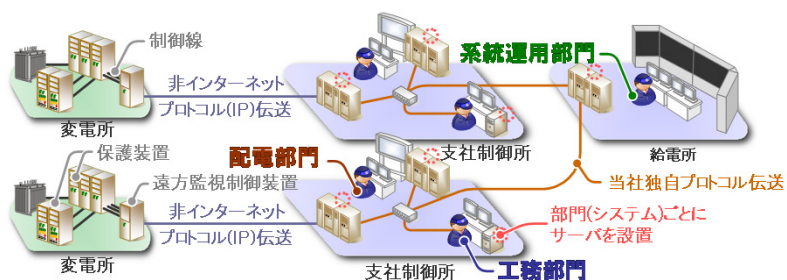 制御線
非インターネット
プロトコル(IP)伝送
変電所
系統運用部門
支社制御所
給電所
保護装置
配電部門
当社独自プロトコル伝送
遠方監視制御装置
非インターネット
プロトコル(IP)伝送
部門(システム)ごとに
サーバを設置
変電所
支社制御所
工務部門